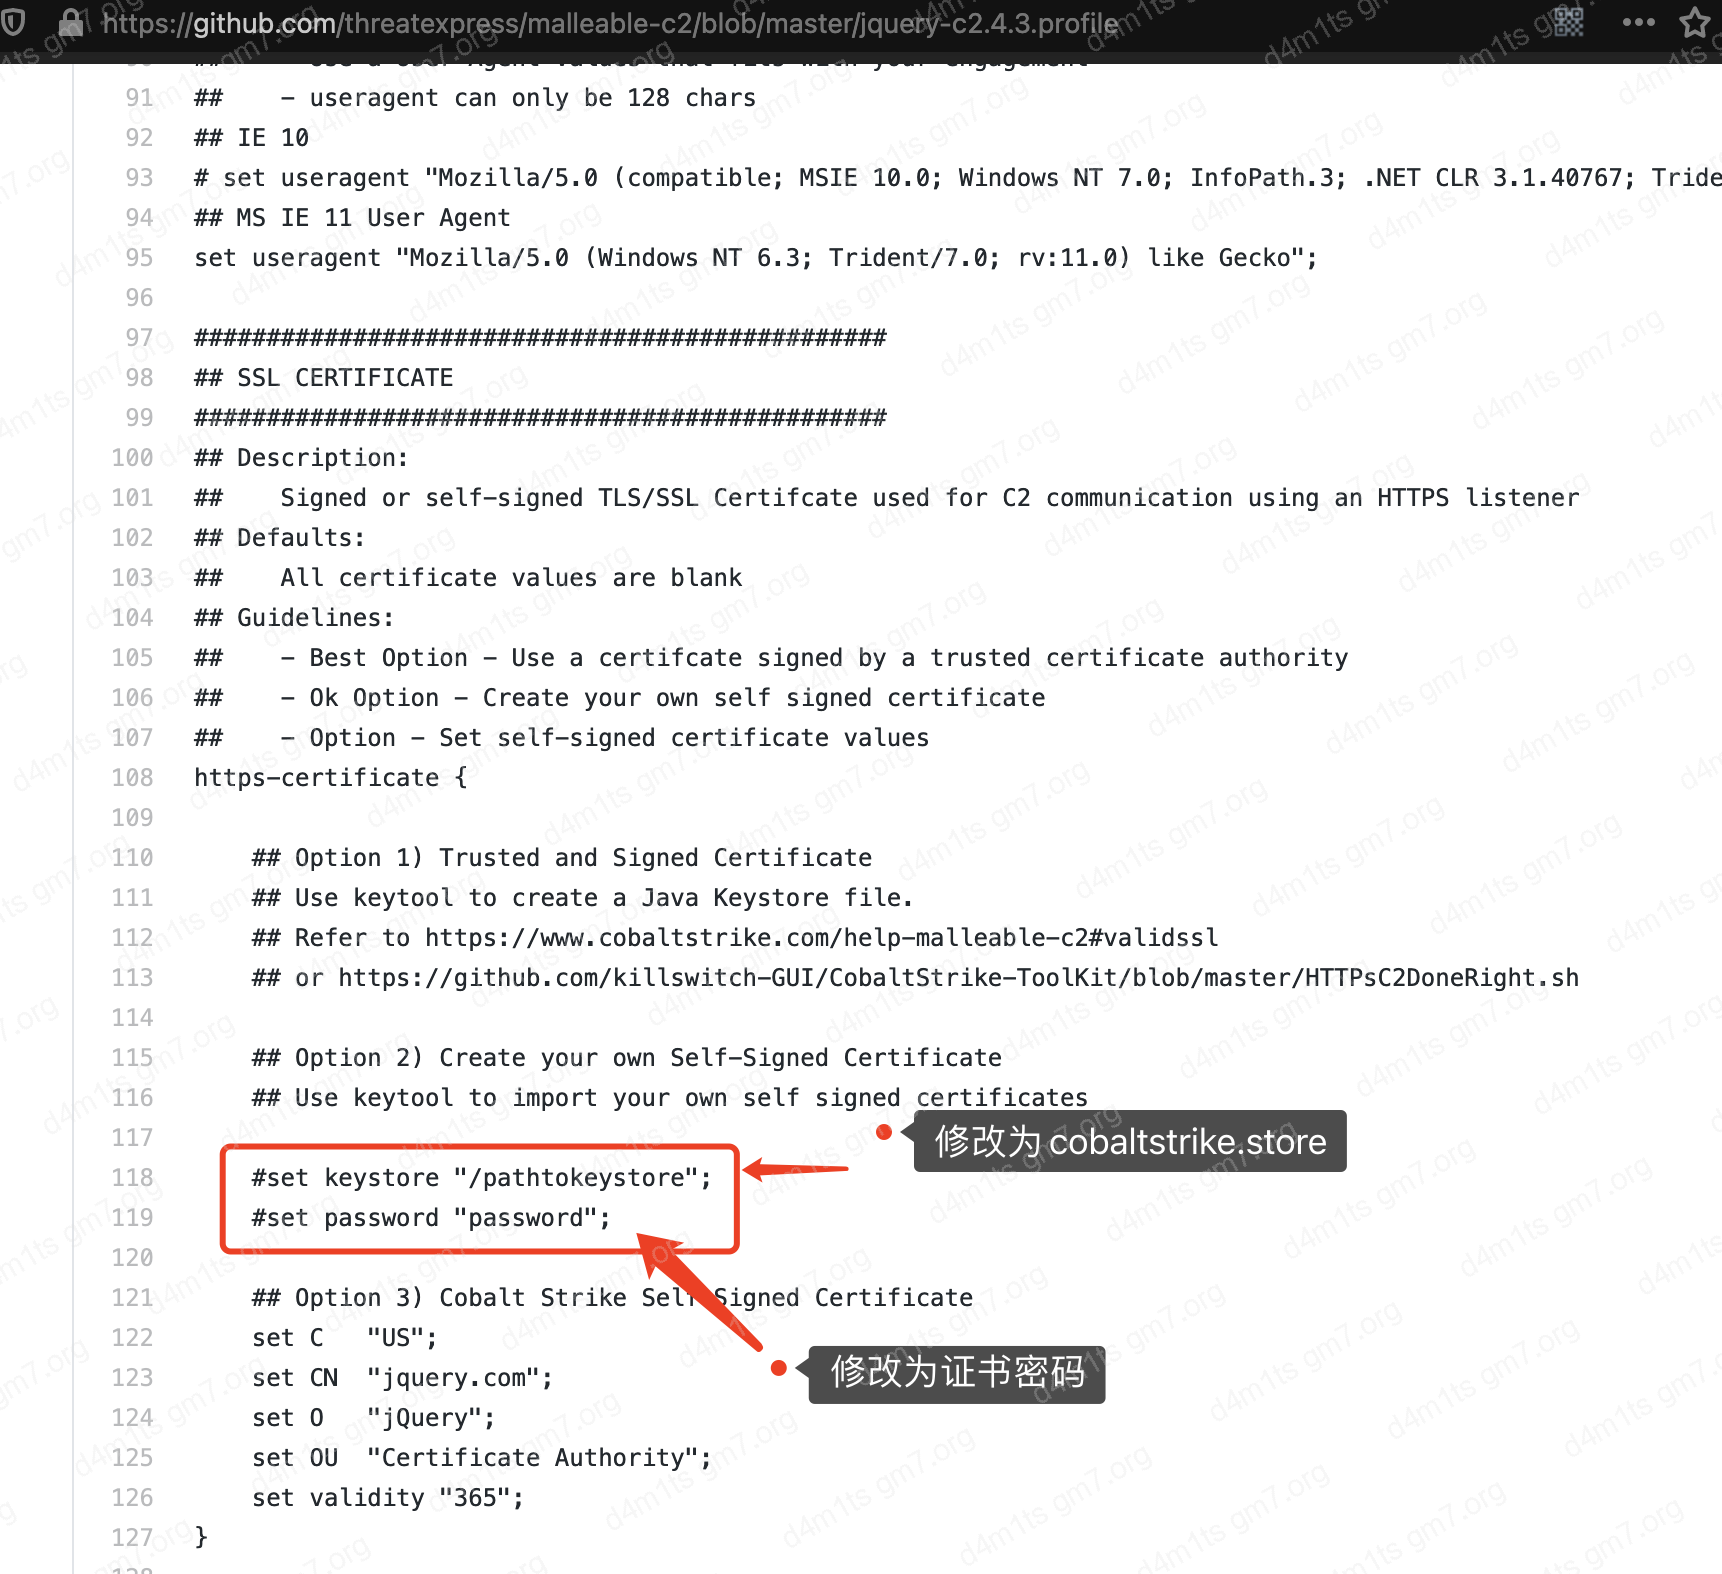 https://github.com/threatexpress/malleable-c2/blob/master/jquery-c2.4.3.profile
91 ##    - useragent can only be 128 chars
92 ## IE 10
93 # set useragent "Mozilla/5.0 (compatible; MSIE 10.0; Windows NT 7.0; InfoPath.3; .NET CLR 3.1.40767; Tride
94 ## MS IE 11 User Agent
95 set useragent "Mozilla/5.0 (Windows NT 6.3; Trident/7.0; rv:11.0) like Gecko";
96
97 ################################################
98 ## SSL CERTIFICATE
99 ################################################
100 ## Description:
101 ##    Signed or self-signed TLS/SSL Certifcate used for C2 communication using an HTTPS listener
102 ## Defaults:
103 ##    All certificate values are blank
104 ## Guidelines:
105 ##    - Best Option - Use a certifcate signed by a trusted certificate authority
106 ##    - Ok Option - Create your own self signed certificate
107 ##    - Option - Set self-signed certificate values
108 https-certificate {
109
110     ## Option 1) Trusted and Signed Certificate
111     ## Use keytool to create a Java Keystore file.
112     ## Refer to https://www.cobaltstrike.com/help-malleable-c2#validssl
113     ## or https://github.com/killswitch-GUI/CobaltStrike-ToolKit/blob/master/HTTPsC2DoneRight.sh
114
115     ## Option 2) Create your own Self-Signed Certificate
116     ## Use keytool to import your own self signed certificates
117
修改为 cobaltstrike.store
118     #set keystore "/pathtokeystore";
119     #set password "password";
120
121     ## Option 3) Cobalt Strike Self Signed Certificate
122     set C   "US";
123     set CN  "jquery.com";
修改为证书密码
124     set O   "jQuery";
125     set OU  "Certificate Authority";
126     set validity "365";
127 }
d4m1ts gm7.org